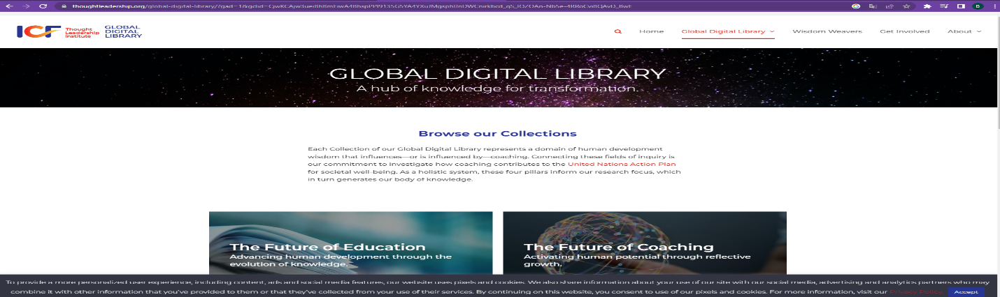 thoughtleadership.org/global-digital-library/
ICF Thought Leadership Institute
GLOBAL DIGITAL LIBRARY
Home
Global Digital Library
Wisdom Weavers
Get Involved
About
GLOBAL DIGITAL LIBRARY
A hub of knowledge for transformation.
Browse our Collections
Each Collection of our Global Digital Library represents a domain of human development
wisdom that influences—or is influenced by—coaching. Connecting these fields of inquiry is
our commitment to investigate how coaching contributes to the United Nations Action Plan
for societal well-being. As a holistic system, these four pillars inform our research focus, which
in turn generates our body of knowledge.
The Future of Education
Advancing human development through the
evolution of knowledge.
The Future of Coaching
Activating human potential through reflective
growth.
To provide a more personalized user experience, including content, ads and social media features, our website uses pixels and cookies. We also share information about your use of our site with our social media, advertising and analytics partners who may
combine it with other information that you've provided to them or that they've collected from your use of their services. By continuing on this website, you consent to use of our pixels and cookies. For more information, visit our Privacy Policy. Accept